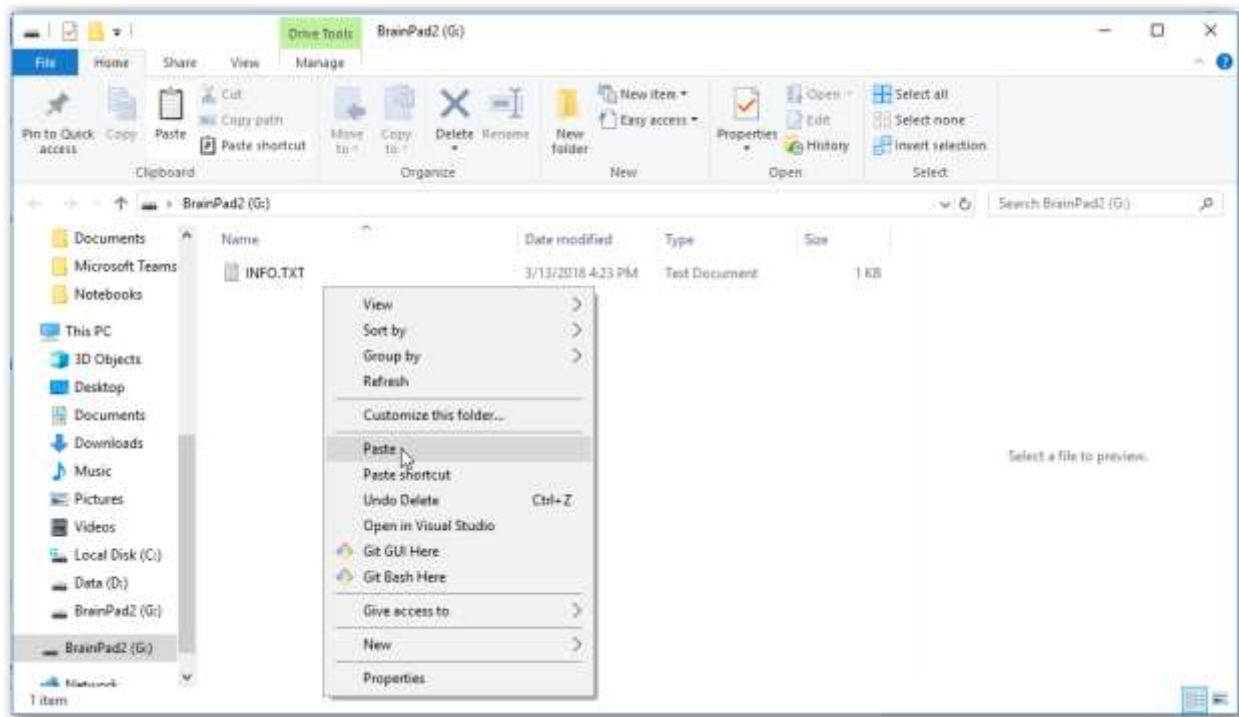 Drive Tools BrainPad2 (G:)
File Home Share View Manage
Pin to Quick access
Copy
Paste
Cut
Copy path
Paste shortcut
Move to
Copy to
Delete
Rename
New folder
New item
Easy access
Properties
Open
Edit
History
Select all
Select none
Invert selection
Clipboard Organize New Open Select
BrainPad2 (G:) Search BrainPad2 (G:)
Documents
Microsoft Teams
Notebooks
This PC
3D Objects
Desktop
Documents
Downloads
Music
Pictures
Videos
Local Disk (C:)
Data (D:)
BrainPad2 (G:)
BrainPad2 (G:)
Network
1 item
Name Date modified Type Size
INFO.TXT 3/13/2018 4:23 PM Text Document 1 KB
View
Sort by
Group by
Refresh
Customize this folder...
Paste
Paste shortcut
Undo Delete Ctrl+Z
Open in Visual Studio
Git GUI Here
Git Bash Here
Give access to
New
Properties
Select a file to preview.